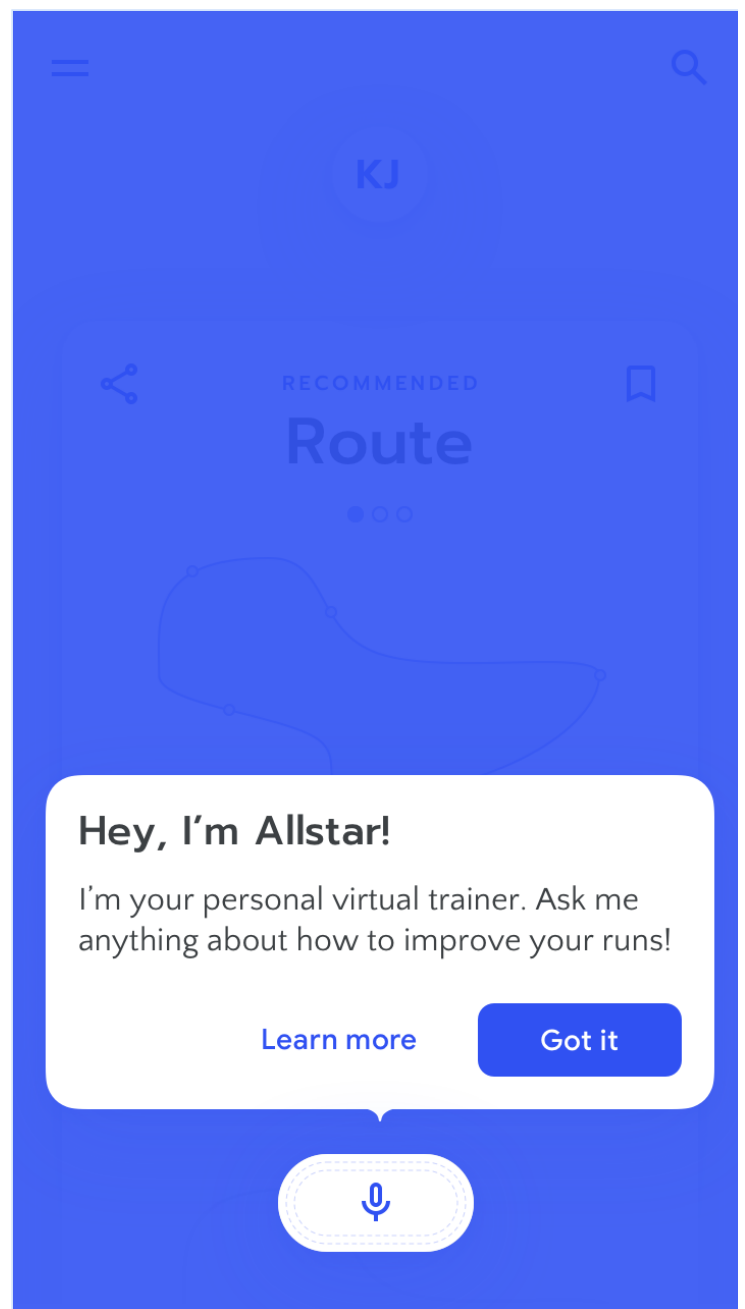 KJ
RECOMMENDED
Route
Hey, I’m Allstar!
I’m your personal virtual trainer. Ask me
anything about how to improve your runs!
Learn more
Got it